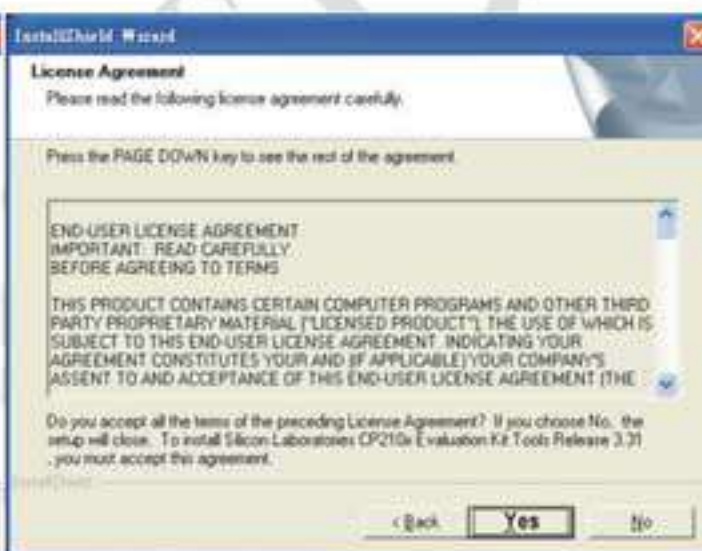 InstallShield Wizard
License Agreement
Please read the following license agreement carefully.
Press the PAGE DOWN key to see the rest of the agreement.
END-USER LICENSE AGREEMENT
IMPORTANT: READ CAREFULLY
BEFORE AGREEING TO TERMS
THIS PRODUCT CONTAINS CERTAIN COMPUTER PROGRAMS AND OTHER THIRD
PARTY PROPRIETARY MATERIAL ("LICENSED PRODUCT"), THE USE OF WHICH IS
SUBJECT TO THIS END-USER LICENSE AGREEMENT. INDICATING YOUR
AGREEMENT CONSTITUTES YOUR AND (IF APPLICABLE) YOUR COMPANY'S
ASSENT TO AND ACCEPTANCE OF THIS END-USER LICENSE AGREEMENT (THE
Do you accept all the terms of the preceding License Agreement? If you choose No, the
setup will close. To install Silicon Laboratories CP210x Evaluation Kit Tools Release 3.31
, you must accept this agreement.
InstallShield
< Back Yes No